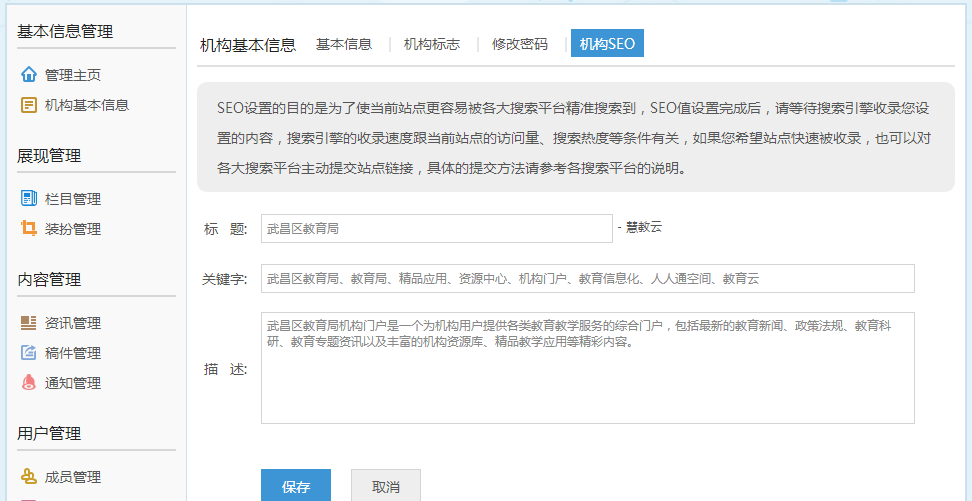 基本信息管理
管理主页
机构基本信息
展现管理
栏目管理
装扮管理
内容管理
资讯管理
稿件管理
通知管理
用户管理
成员管理
机构基本信息 基本信息 | 机构标志 | 修改密码 | 机构SEO
SEO设置的目的是为了使当前站点更容易被各大搜索平台精准搜索到，SEO值设置完成后，请等待搜索引擎收录您设
置的内容，搜索引擎的收录速度跟当前站点的访问量、搜索热度等条件有关，如果您希望站点快速被收录，也可以对
各大搜索平台主动提交站点链接，具体的提交方法请参考各搜索平台的说明。
标 题: 武昌区教育局 - 慧教云
关键字: 武昌区教育局、教育局、精品应用、资源中心、机构门户、教育信息化、人人通空间、教育云
描 述: 武昌区教育局机构门户是一个为机构用户提供各类教育教学服务的综合门户，包括最新的教育新闻、政策法规、教育科
研、教育专题资讯以及丰富的机构资源库、精品教学应用等精彩内容。
保存 取消